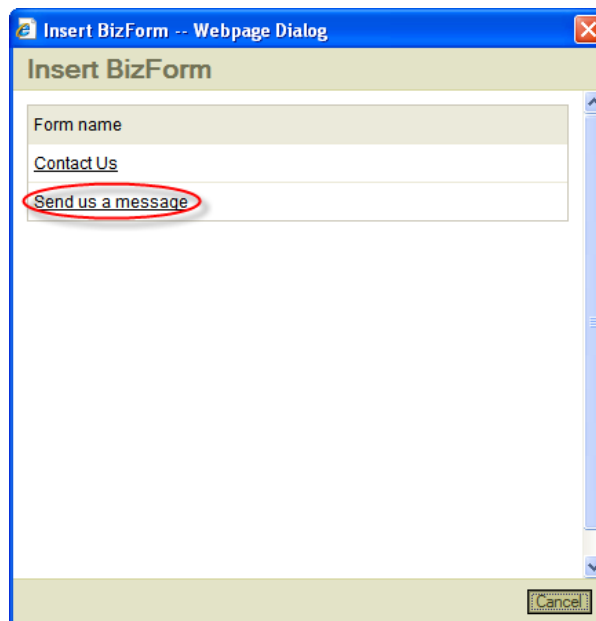 Insert BizForm -- Webpage Dialog
Insert BizForm
Form name
Contact Us
Send us a message
Cancel